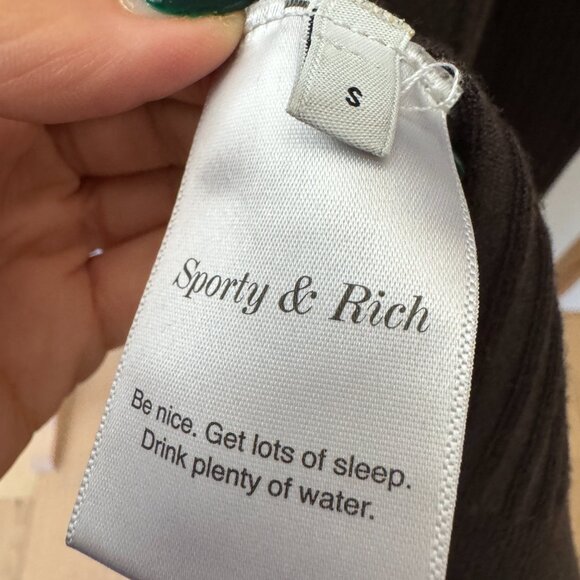 S
Sporty & Rich
Be nice. Get lots of sleep.
Drink plenty of water.